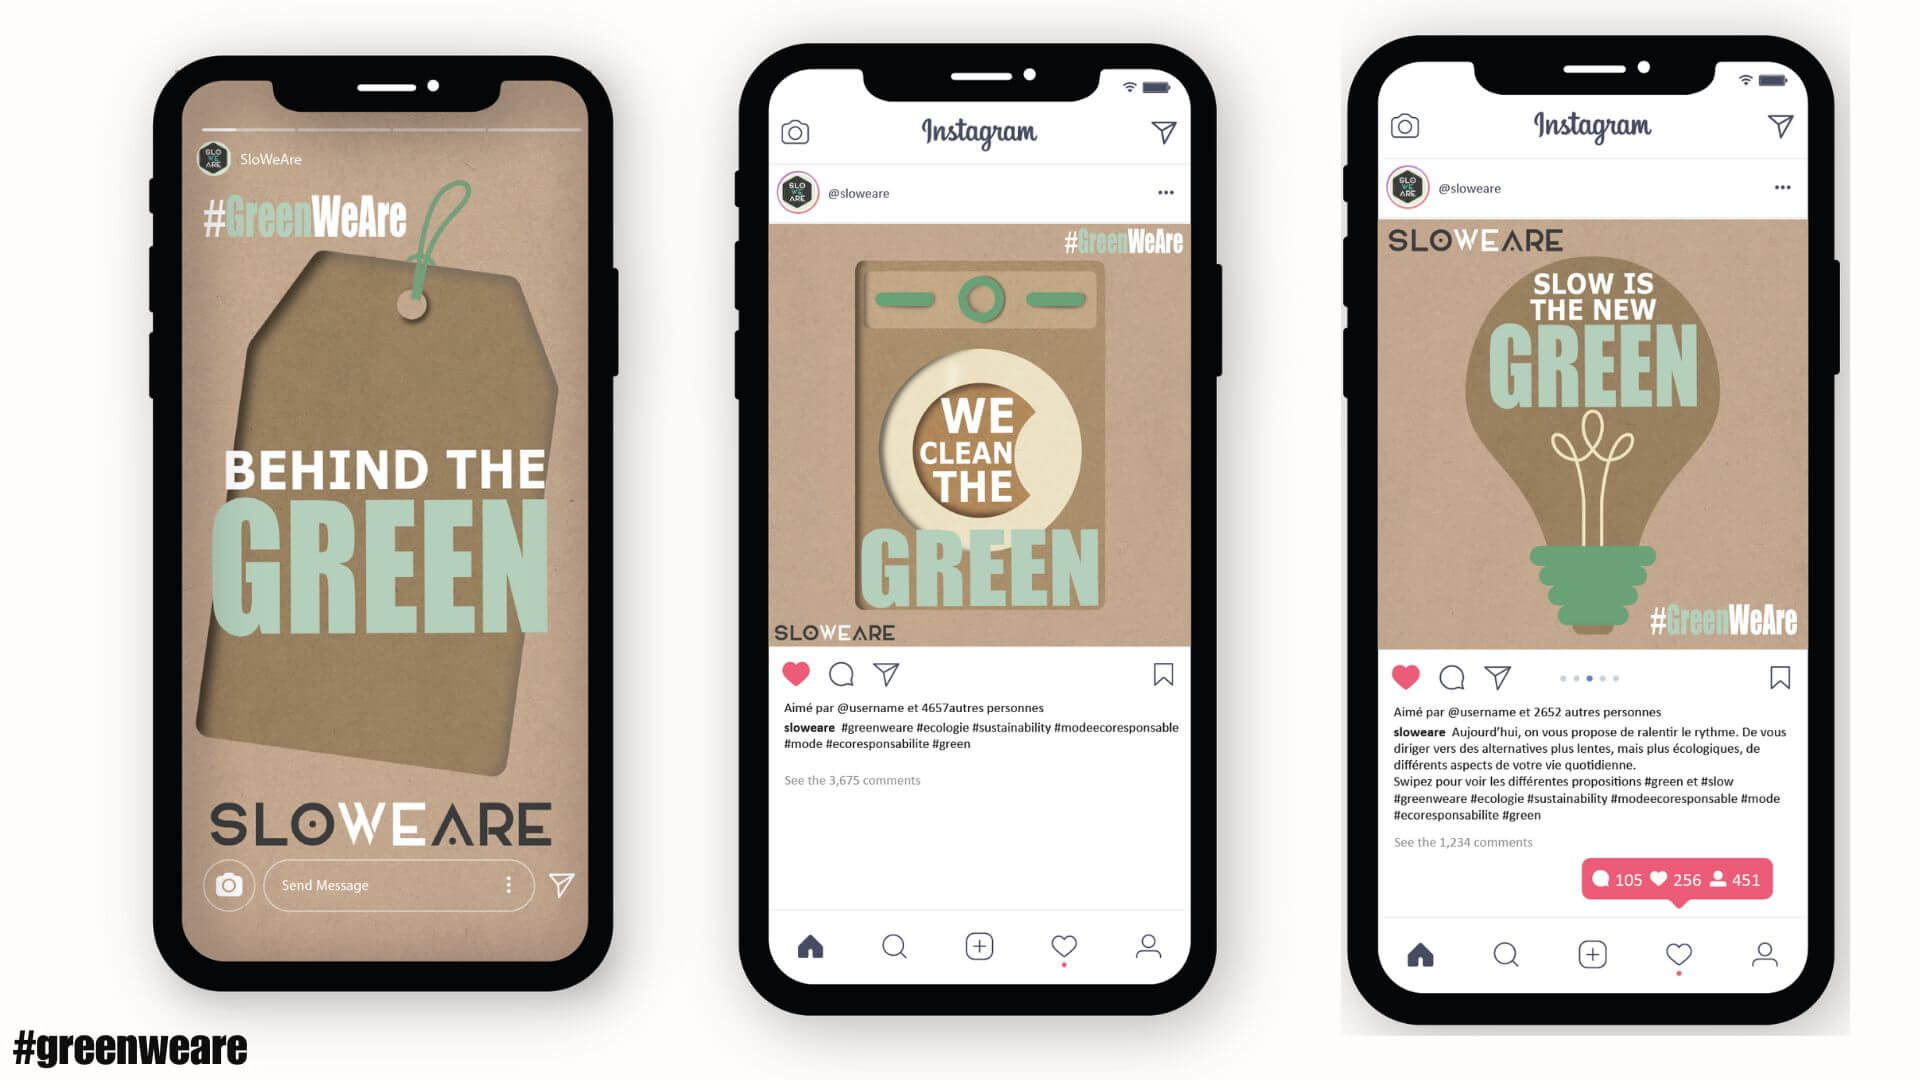 SLO
WE
ARE
SloWeAre
#GreenWeAre
BEHIND THE
GREEN
SLOWEARE
Send Message
Instagram
SLO
WE
ARE
@sloweare
#GreenWeAre
WE
CLEAN
THE
GREEN
SLOWEARE
Aimé par @username et 4657autres personnes
sloweare #greenweare #ecologie #sustainability #modeecoresponsable
#mode #ecoresponsabilite #green
See the 3,675 comments
Instagram
SLO
WE
ARE
@sloweare
SLOWEARE
SLOW IS
THE NEW
GREEN
#GreenWeAre
Aimé par @username et 2652 autres personnes
sloweare Aujourd’hui, on vous propose de ralentir le rythme. De vous
diriger vers des alternatives plus lentes, mais plus écologiques, de
différents aspects de votre vie quotidienne.
Swipez pour voir les différentes propositions #green et #slow
#greenweare #ecologie #sustainability #modeecoresponsable #mode
#ecoresponsabilite #green
See the 1,234 comments
105 256 451
#greenweare